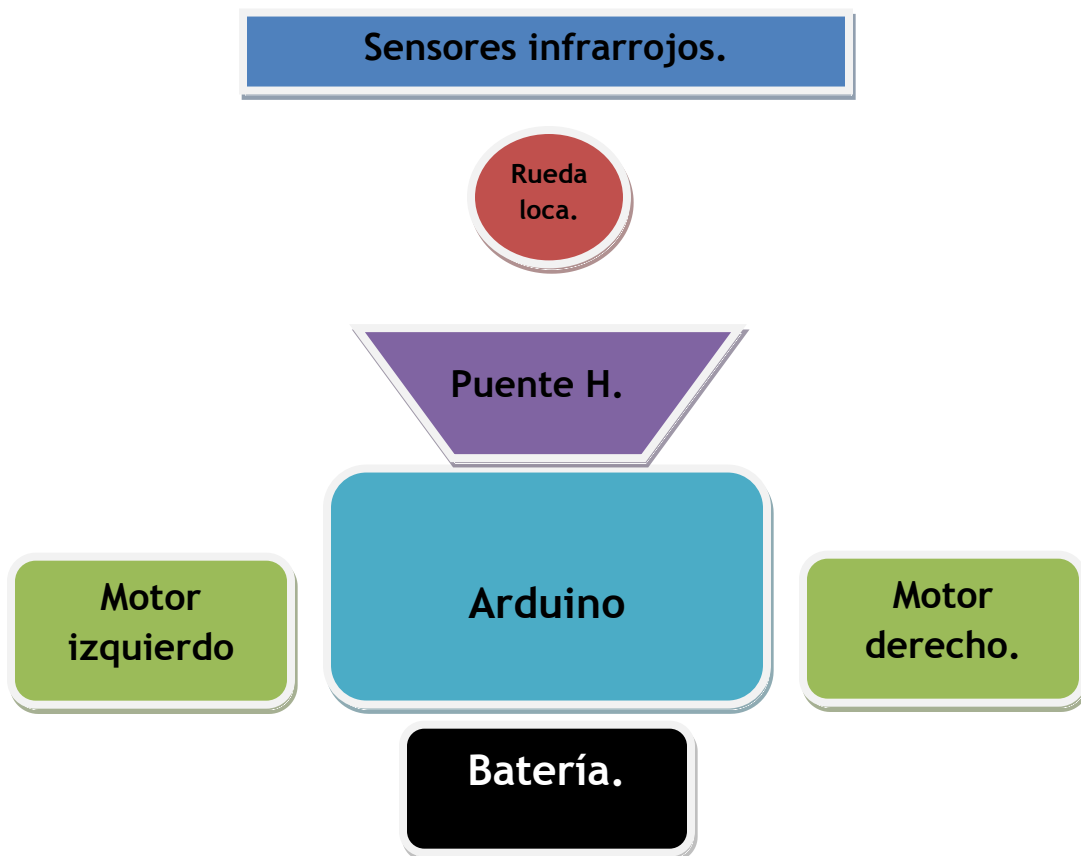 Sensores infrarrojos.
Rueda
loca.
Puente H.
Motor
izquierdo
Arduino
Motor
derecho.
Batería.